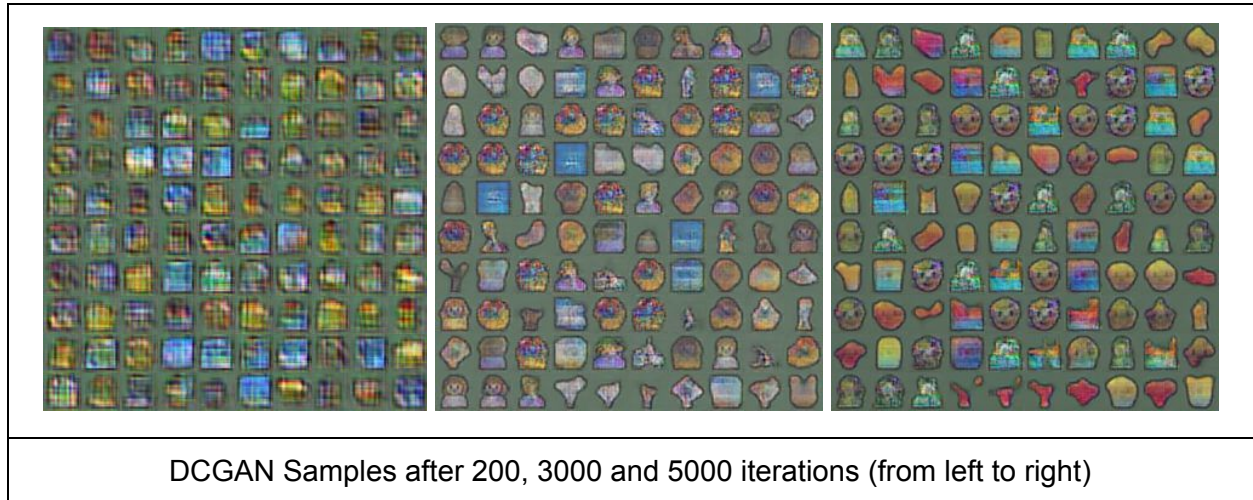 DCGAN Samples after 200, 3000 and 5000 iterations (from left to right)